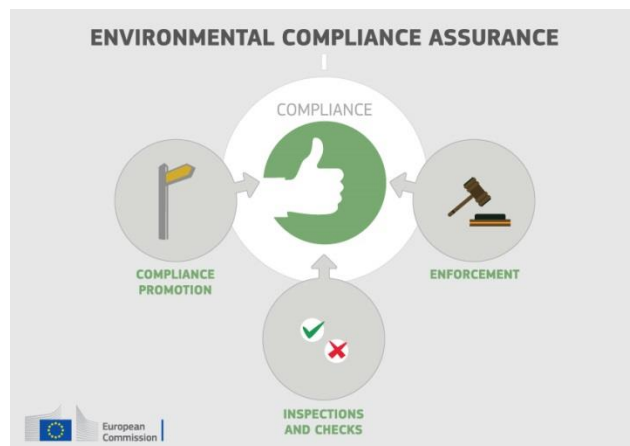 ENVIRONMENTAL COMPLIANCE ASSURANCE
COMPLIANCE
COMPLIANCE
PROMOTION
ENFORCEMENT
INSPECTIONS
AND CHECKS
European
Commission